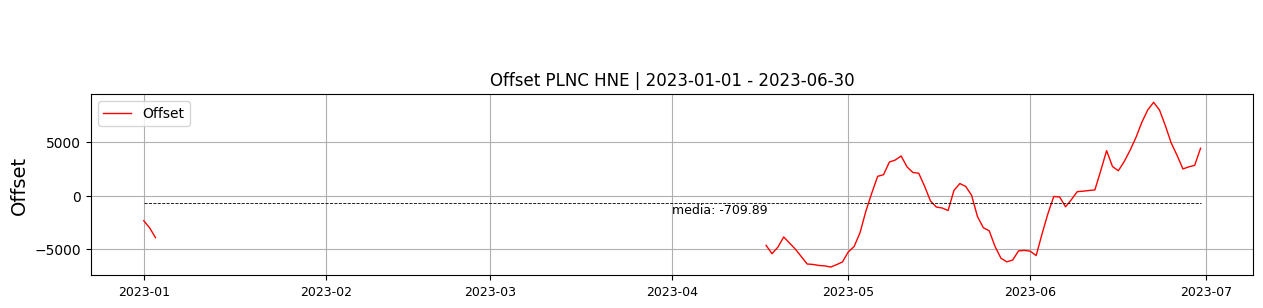 Offset PLNC HNE | 2023-01-01 - 2023-06-30
Offset
Offset
5000
0
−5000
media: -709.89
2023-01 2023-02 2023-03 2023-04 2023-05 2023-06 2023-07